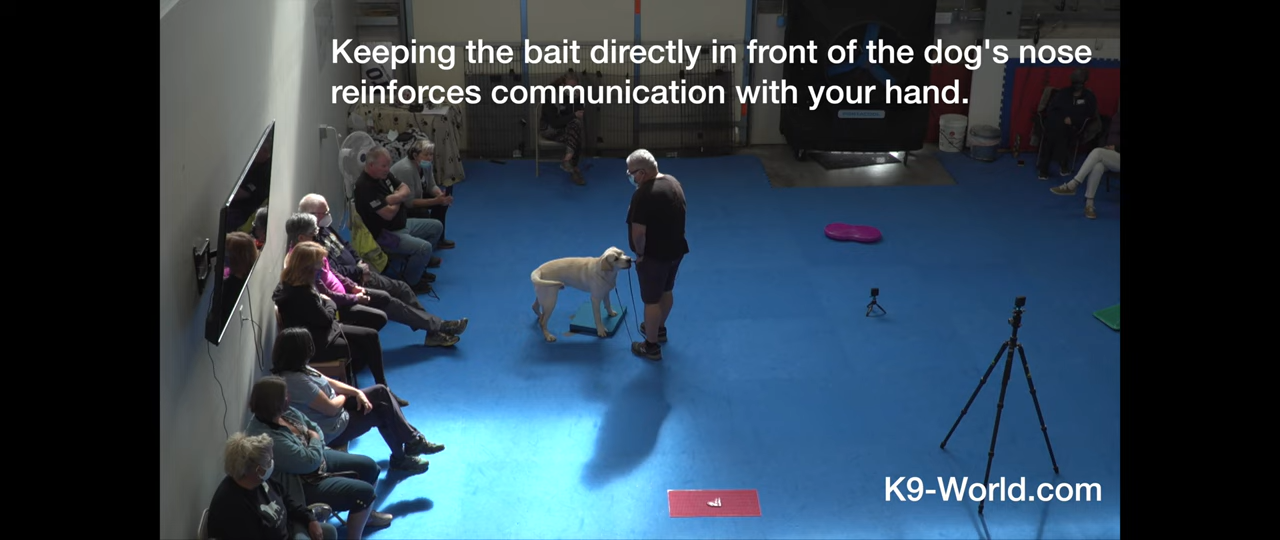 Keeping the bait directly in front of the dog's nose
reinforces communication with your hand.
K9-World.com